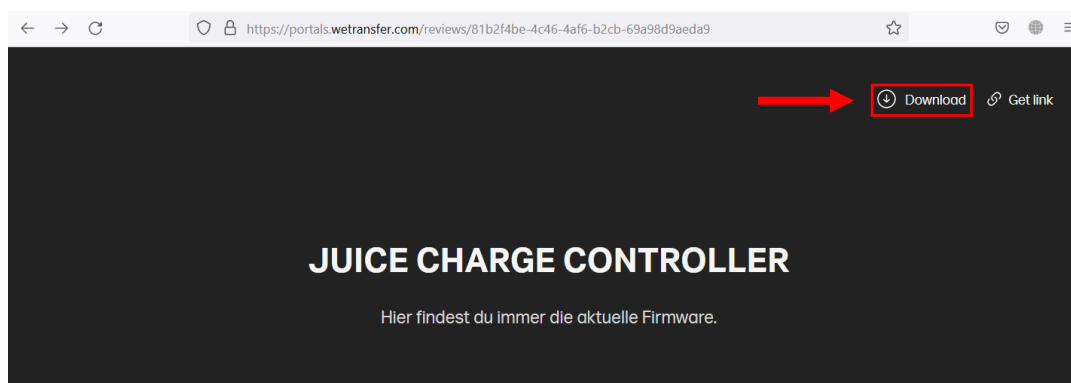 https://portals.wetransfer.com/reviews/81b2f4be-4c46-4af6-b2cb-69a98d9aeda9
Download Get link
JUICE CHARGE CONTROLLER
Hier findest du immer die aktuelle Firmware.